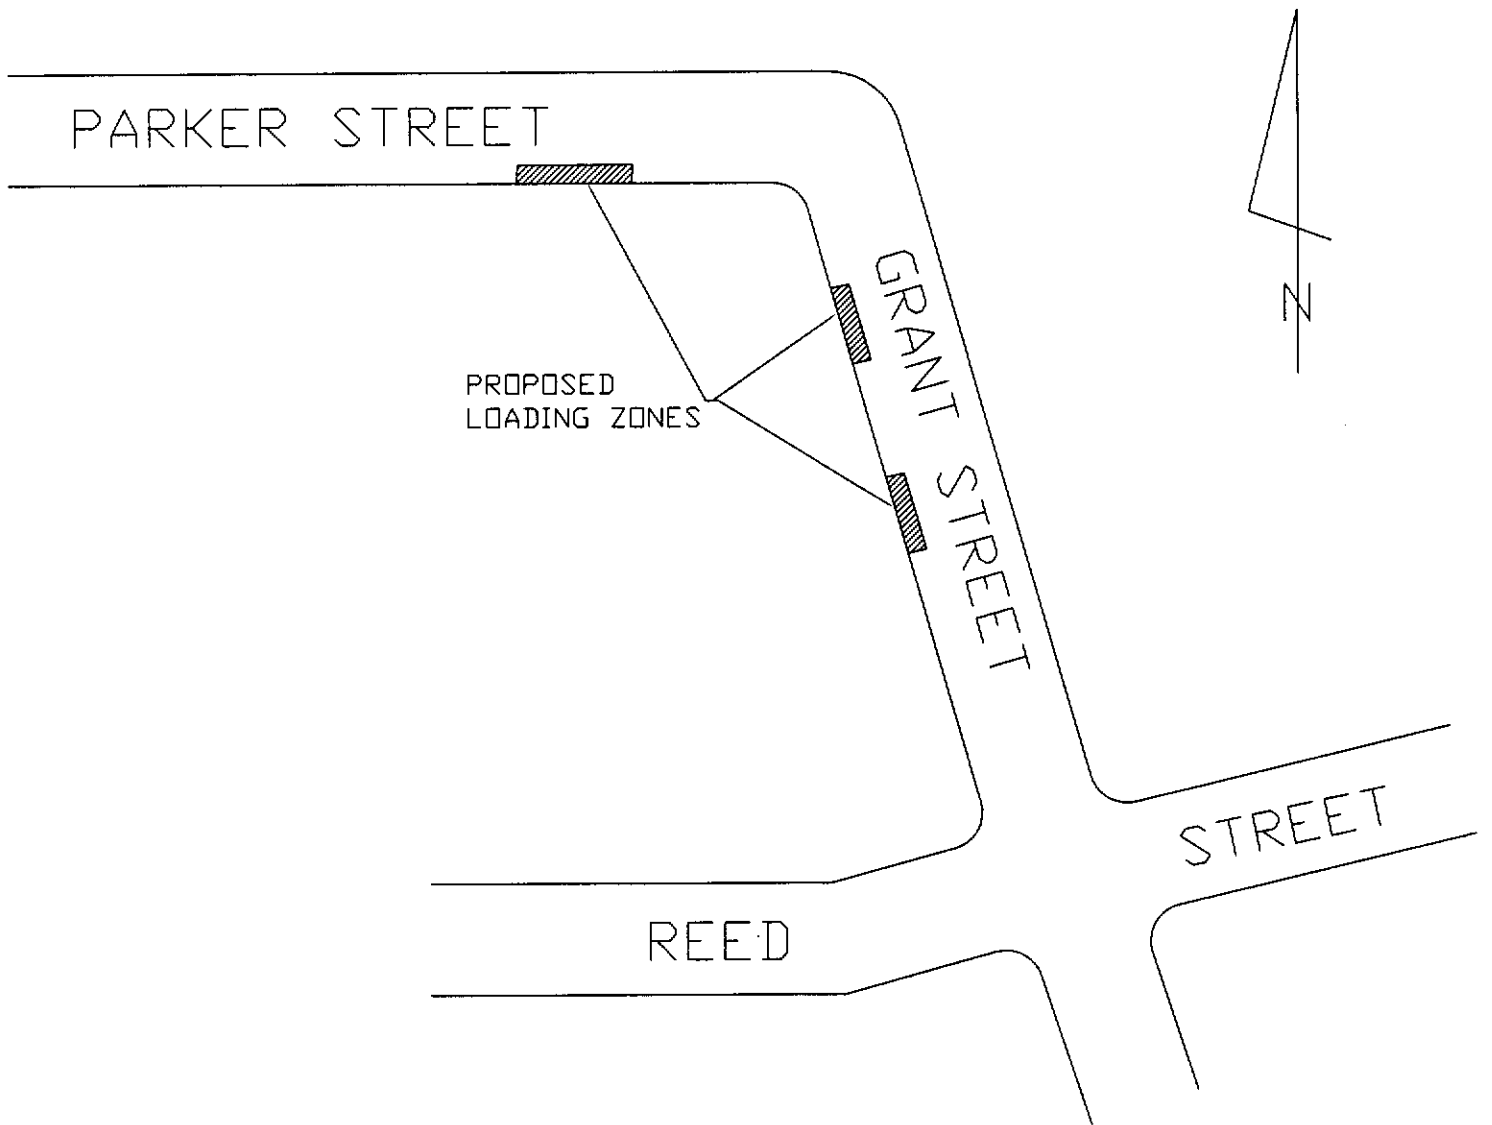 PARKER STREET
GRANT STREET
N
PROPOSED
LOADING ZONES
REED STREET